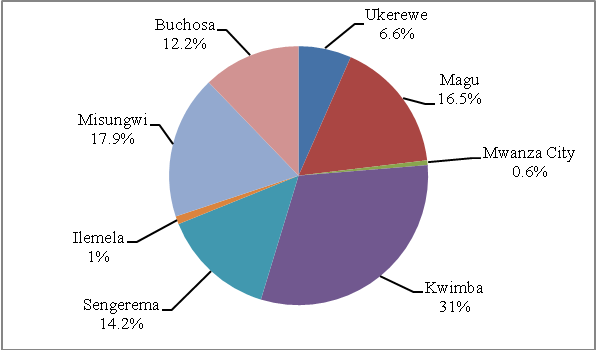 Ukerewe
6.6%
Magu
16.5%
Mwanza City
0.6%
Kwimba
31%
Sengerema
14.2%
Ilemela
1%
Misungwi
17.9%
Buchosa
12.2%